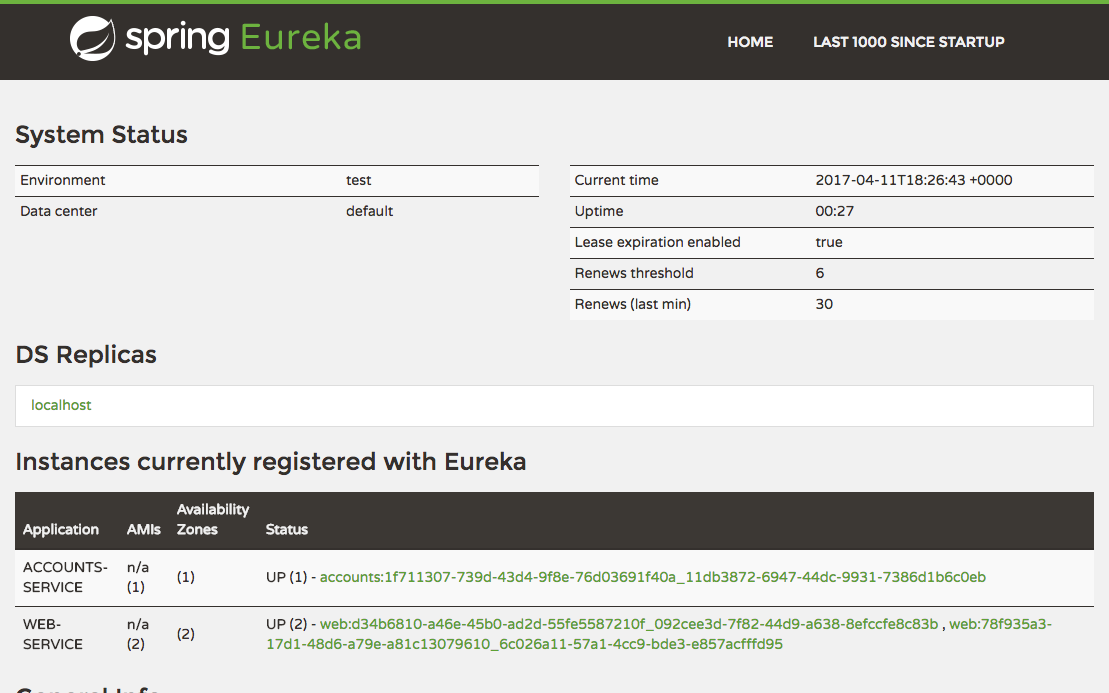 spring Eureka
HOME LAST 1000 SINCE STARTUP
System Status
Environment test
Data center default
Current time 2017-04-11T18:26:43 +0000
Uptime 00:27
Lease expiration enabled true
Renews threshold 6
Renews (last min) 30
DS Replicas
localhost
Instances currently registered with Eureka
Application AMIs Availability Zones Status
ACCOUNTS-SERVICE n/a (1) (1) UP (1) - accounts:1f711307-739d-43d4-9f8e-76d03691f40a_11db3872-6947-44dc-9931-7386d1b6c0eb
WEB-SERVICE n/a (2) (2) UP (2) - web:d34b6810-a46e-45b0-ad2d-55fe5587210f_092cee3d-7f82-44d9-a638-8efccfe8c83b , web:78f935a3-
17d1-48d6-a79e-a81c13079610_6c026a11-57a1-4cc9-bde3-e857acfffd95
General Info